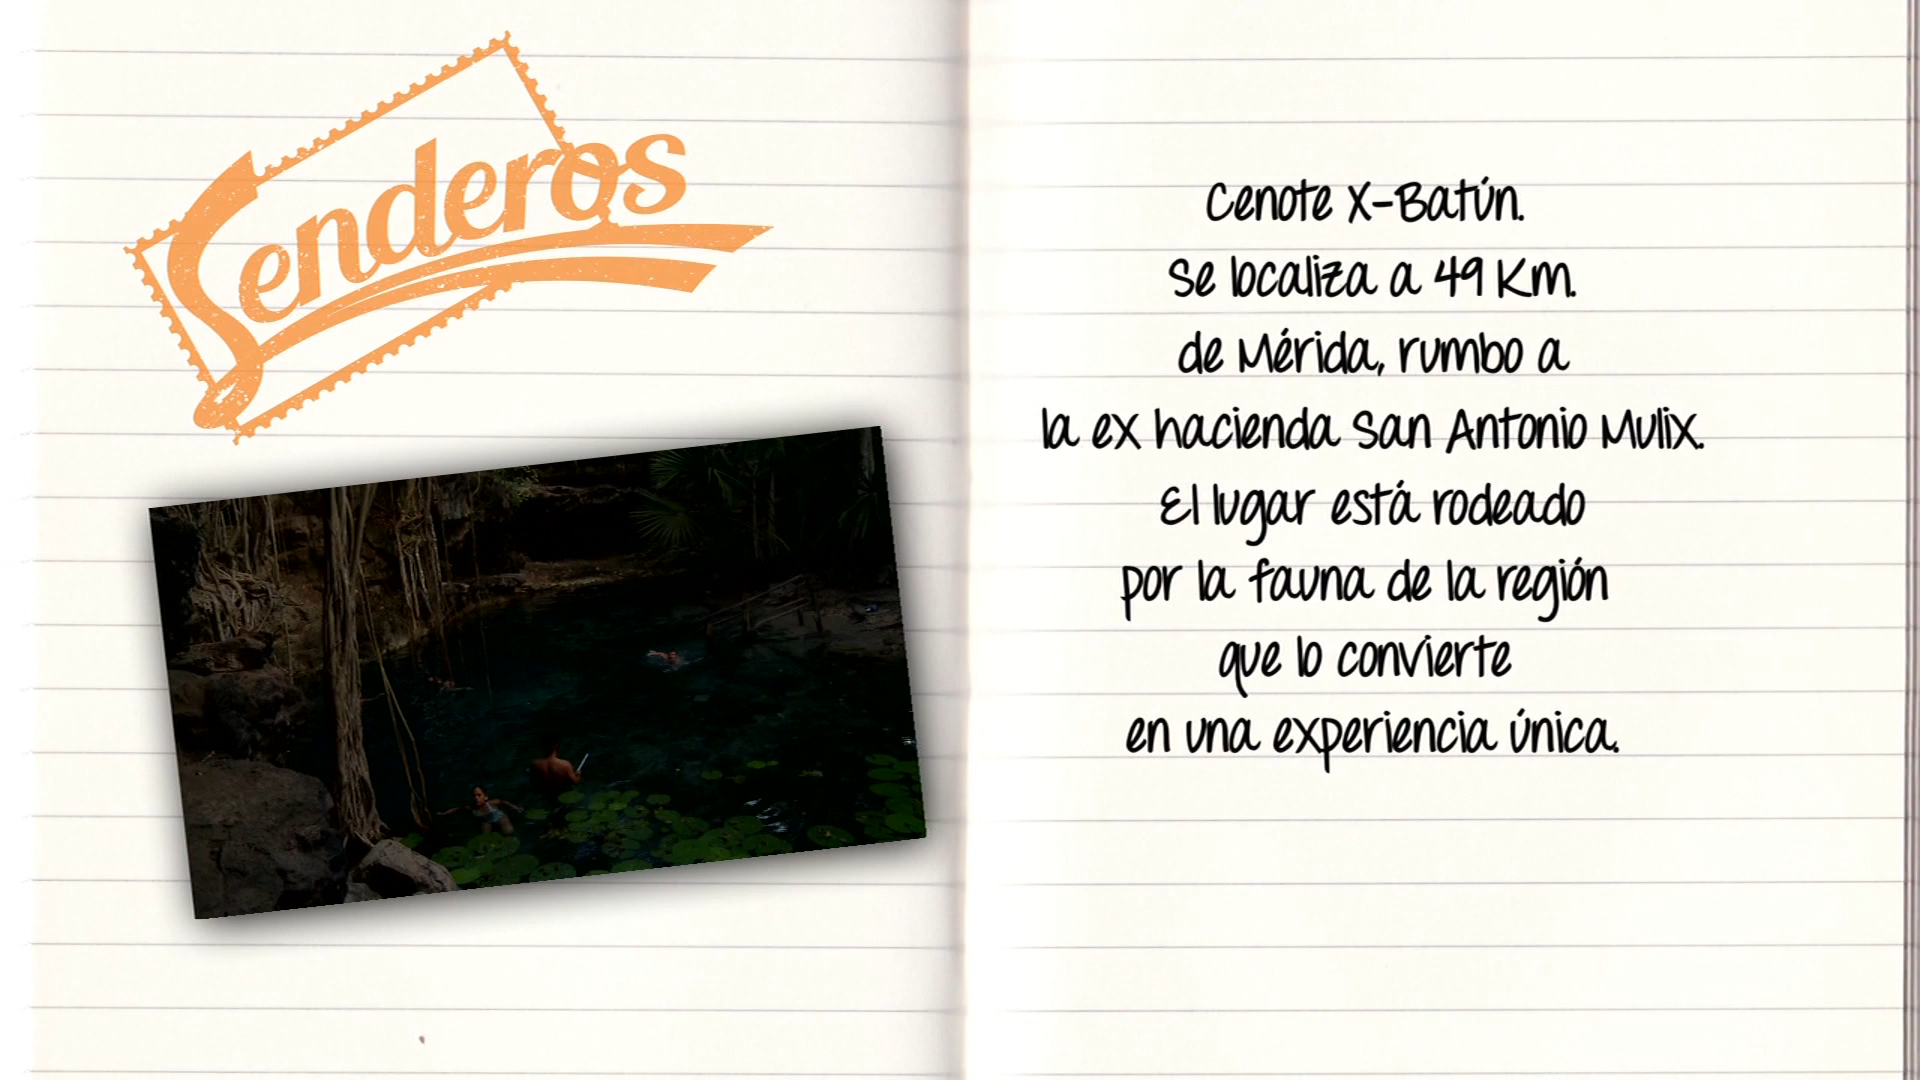 Senderos
Cenote X-Batún.
Se localiza a 49 Km.
de Mérida, rumbo a
la ex hacienda San Antonio Mulix.
El lugar está rodeado
por la fauna de la región
que lo convierte
en una experiencia única.